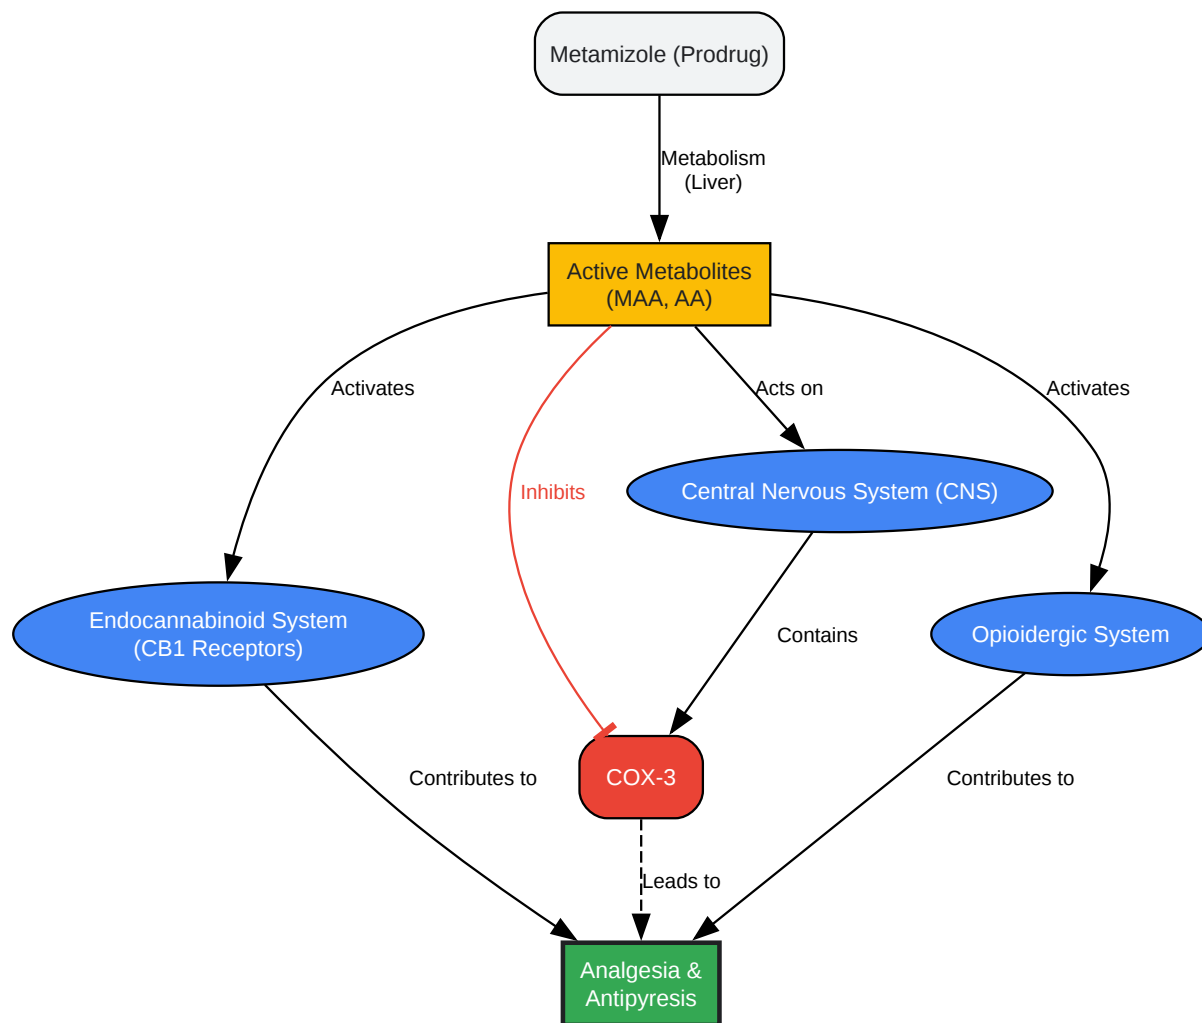 Metamizole (Prodrug)
Metabolism
(Liver)
Active Metabolites
(MAA, AA)
Activates
Acts on
Activates
Inhibits
Central Nervous System (CNS)
Endocannabinoid System
(CB1 Receptors)
Contains
Opioidergic System
Contributes to
COX-3
Contributes to
Leads to
Analgesia &
Antipyresis